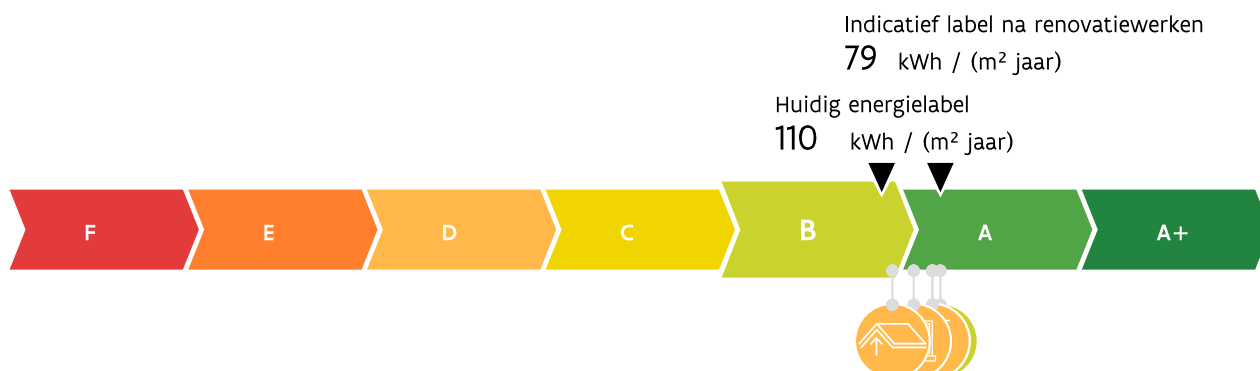 Indicatief label na renovatiewerken
79 kWh / (m² jaar)
Huidig energielabel
110 kWh / (m² jaar)
F E D C B A A+